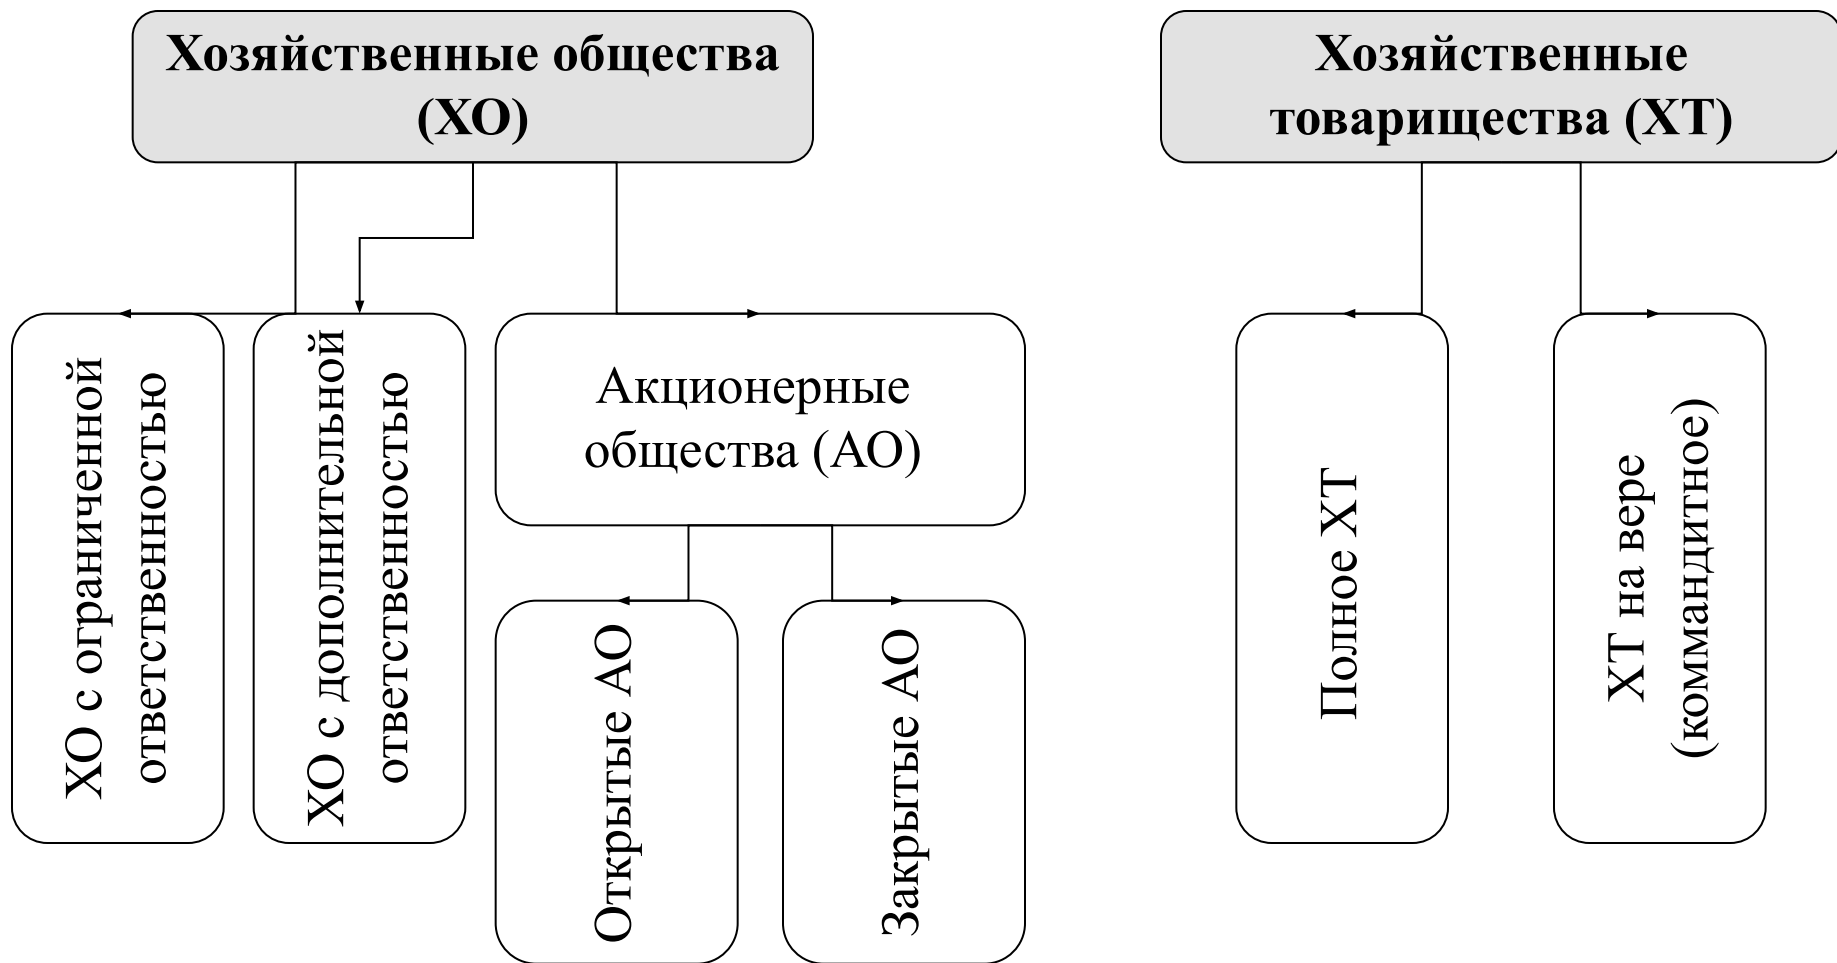 Хозяйственные общества
(ХО)
Хозяйственные
товарищества (ХТ)
ХО с ограниченной
ответственностью
ХО с дополнительной
ответственностью
Акционерные
общества (АО)
Открытые АО
Закрытые АО
Полное ХТ
ХТ на вере
(коммандитное)